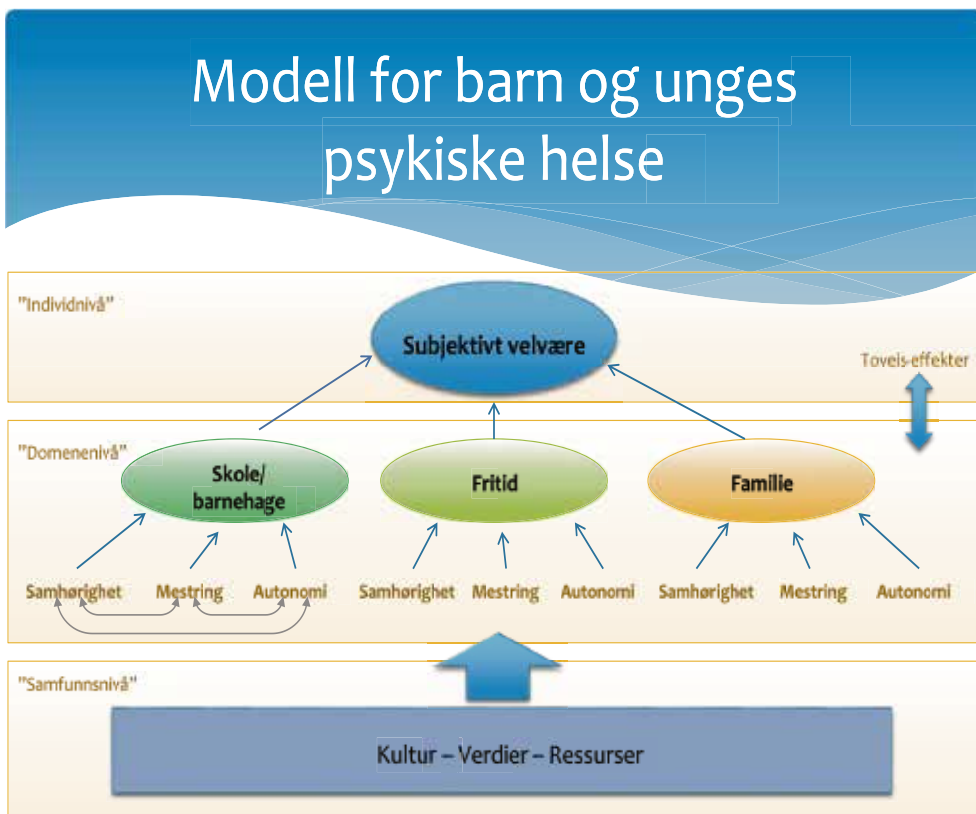 Modell for barn og unges
psykiske helse
"Individnivå"
Subjektivt velvære
Toveis-effekter
"Domenenivå"
Skole/
barnehage
Fritid
Familie
Samhørighet Mestring Autonomi Samhørighet Mestring Autonomi Samhørighet Mestring Autonomi
"Samfunnsnivå"
Kultur – Verdier – Ressurser